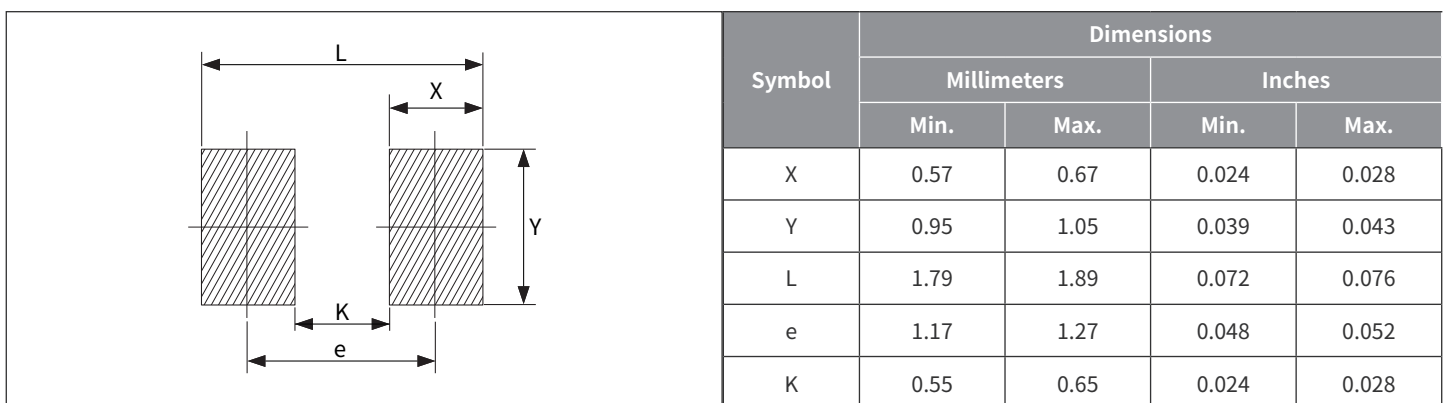 L
X
Y
K
e
Dimensions
Symbol Millimeters Inches
Min. Max. Min. Max.
X 0.57 0.67 0.024 0.028
Y 0.95 1.05 0.039 0.043
L 1.79 1.89 0.072 0.076
e 1.17 1.27 0.048 0.052
K 0.55 0.65 0.024 0.028